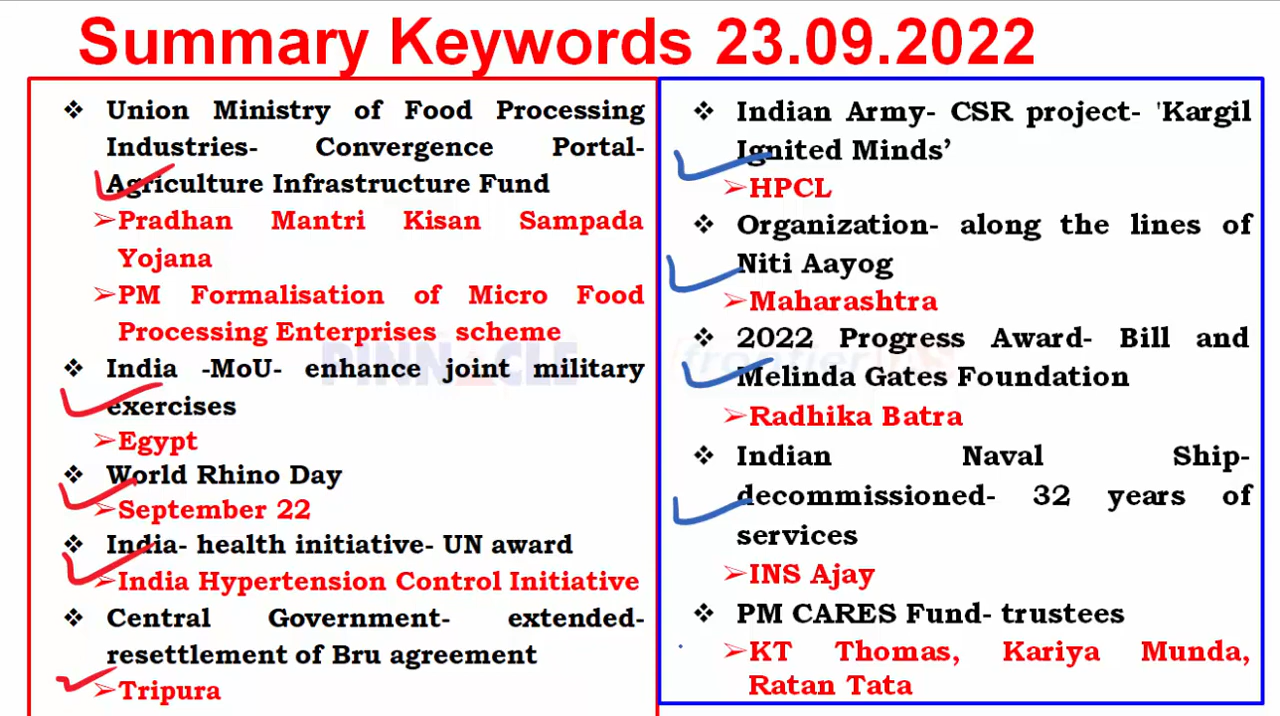 Summary Keywords 23.09.2022
❖ Union Ministry of Food Processing
Industries- Convergence Portal-
Agriculture Infrastructure Fund
➢Pradhan Mantri Kisan Sampada
Yojana
➢PM Formalisation of Micro Food
Processing Enterprises scheme
❖ India -MoU- enhance joint military
exercises
➢Egypt
❖ World Rhino Day
➢September 22
❖ India- health initiative- UN award
➢India Hypertension Control Initiative
❖ Central Government- extended-
resettlement of Bru agreement
➢Tripura
❖ Indian Army- CSR project- 'Kargil
Ignited Minds’
➢HPCL
❖ Organization- along the lines of
Niti Aayog
➢Maharashtra
❖ 2022 Progress Award- Bill and
Melinda Gates Foundation
➢Radhika Batra
❖ Indian Naval Ship-
decommissioned- 32 years of
services
➢INS Ajay
❖ PM CARES Fund- trustees
➢KT Thomas, Kariya Munda,
Ratan Tata
PINNACLE
frontier